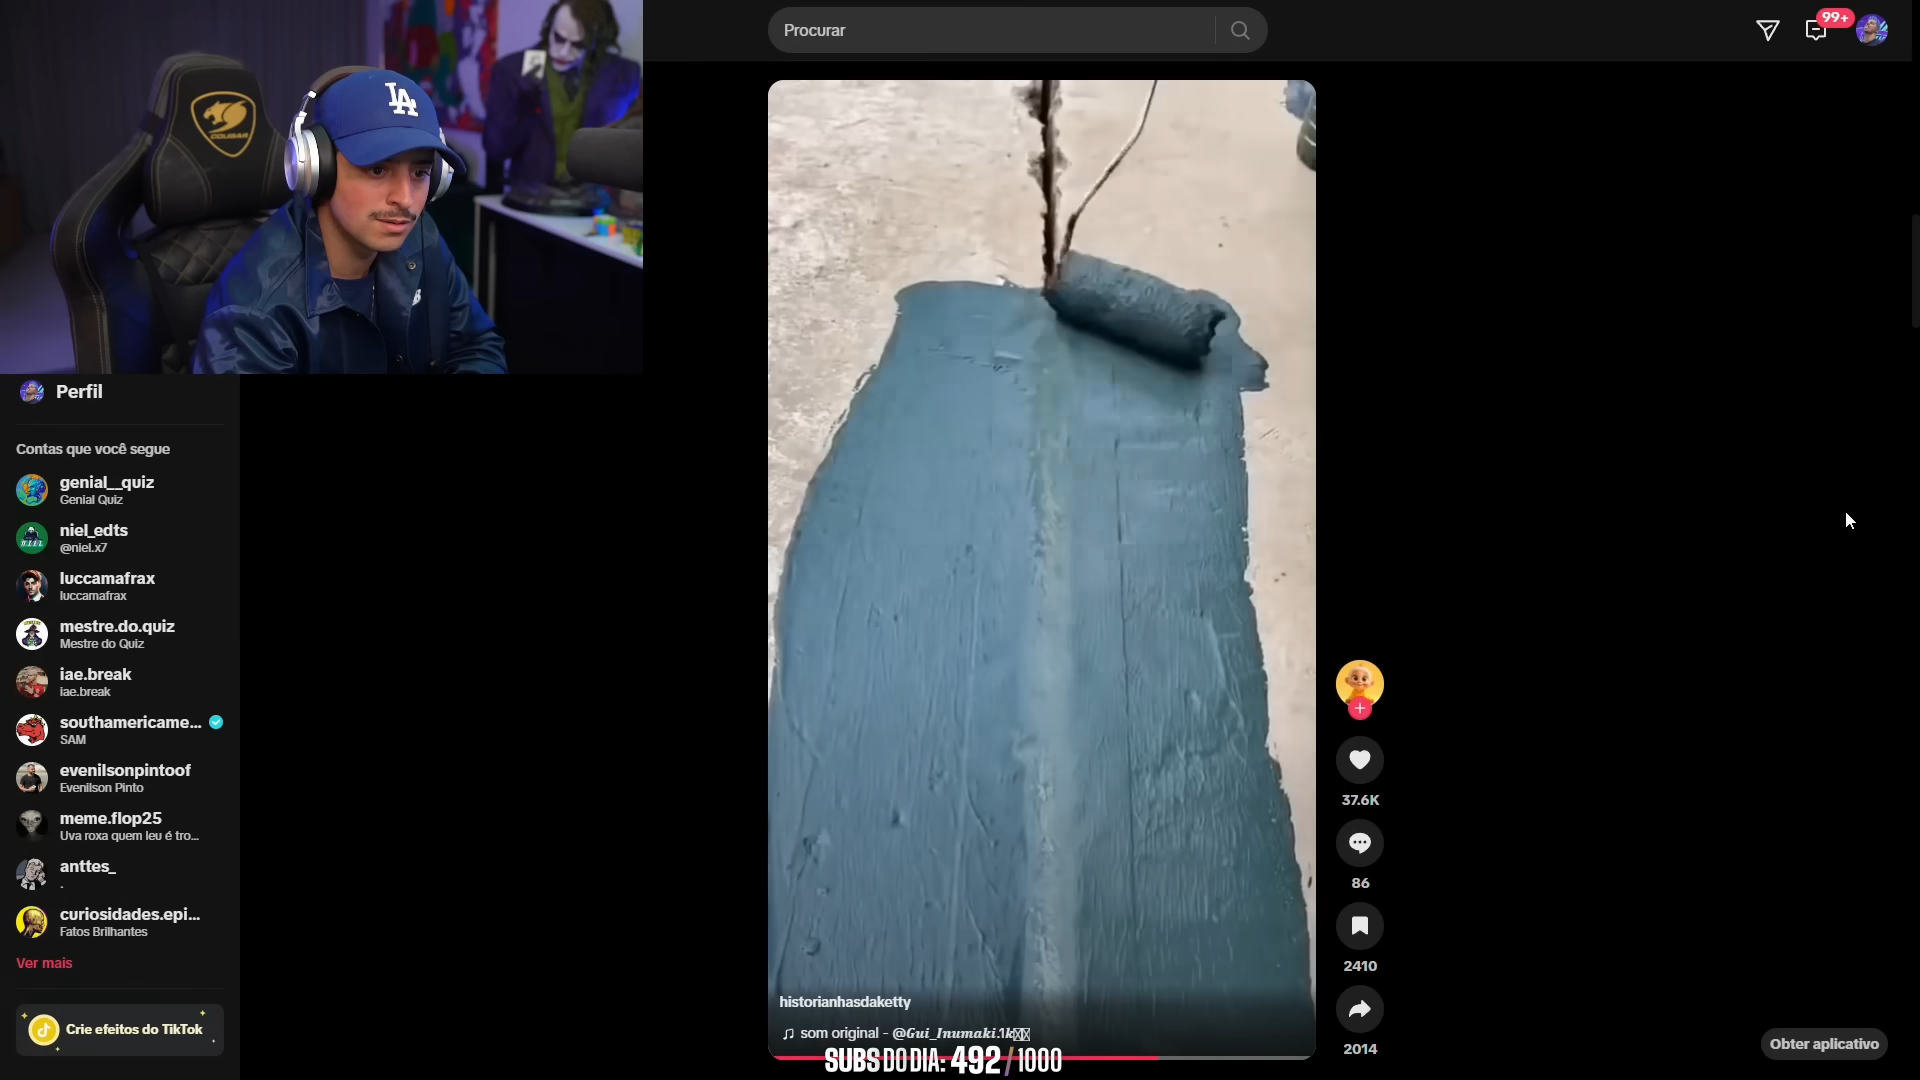 Procurar
99+
COUGAR
LA
Perfil
Contas que você segue
genial__quiz
Genial Quiz
niel_edts
@niel.x7
luccamafrax
luccamafrax
mestre.do.quiz
Mestre do Quiz
iae.break
iae.break
southamericame...
SAM
evenilsonpintoof
Evenilson Pinto
meme.flop25
Uva roxa quem leu é tro...
anttes_
.
curiosidades.epi...
Fatos Brilhantes
Ver mais
Crie efeitos do TikTok
37.6K
86
2410
2014
historianhasdaketty
som original - @Gui_Inumaki.1k
SUBS DO DIA: 492/1000
Obter aplicativo